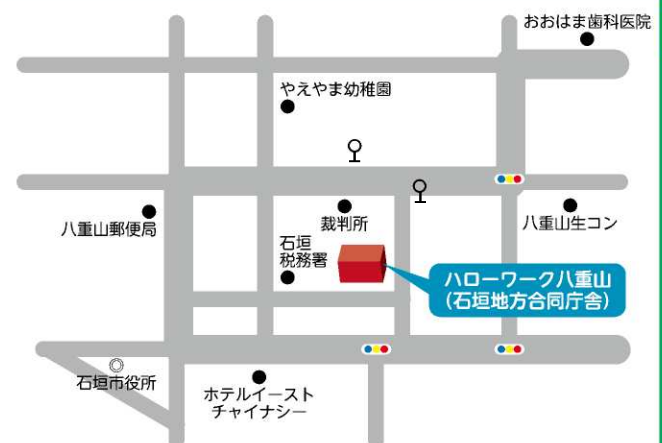 おおはま歯科医院
やえやま幼稚園
八重山郵便局
裁判所
八重山生コン
石垣
税務署
ハローワーク八重山
(石垣地方合同庁舎)
石垣市役所
ホテルイースト
チャイナシー